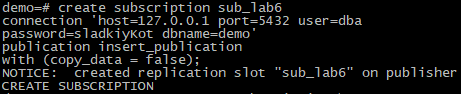 demo=# create subscription sub_lab6
connection 'host=127.0.0.1 port=5432 user=dba
password=sladkiyKot dbname=demo'
publication insert_publication
with (copy_data = false);
NOTICE:  created replication slot "sub_lab6" on publisher
CREATE SUBSCRIPTION